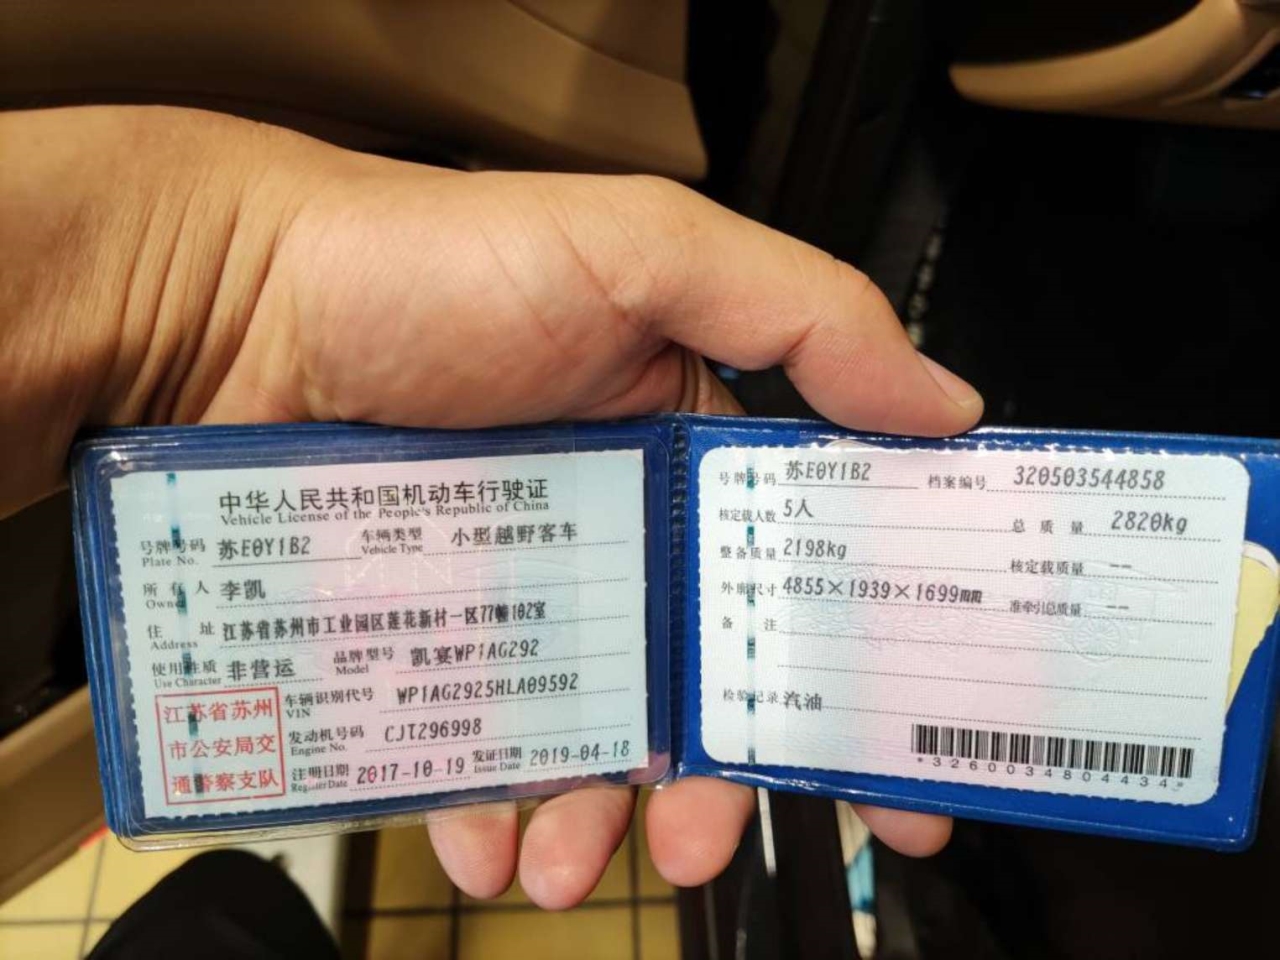 中华人民共和国机动车行驶证
Vehicle License of the People's Republic of China
号牌号码 苏E0Y1B2 车辆类型 小型越野客车
Plate No. Vehicle Type
所有人 李凯
Owner
住址 江苏省苏州市工业园区莲花新村一区77幢102室
Address
使用性质 非营运 品牌型号 凯宴WP1AG292
Use Character Model
江苏省苏州
市公安局交
通警察支队
车辆识别代号 WP1AG2925HLA09592
VIN
发动机号码 CJT296998
Engine No.
注册日期 2017-10-19 发证日期 2019-04-18
Register Date Issue Date
号牌号码 苏E0Y1B2 档案编号 320503544858
核定载人数 5人 总质量 2820kg
整备质量 2198kg 核定载质量 --
外廓尺寸 4855×1939×1699mm 准牵引总质量 --
备注
检验记录 汽油
*3260034804434*